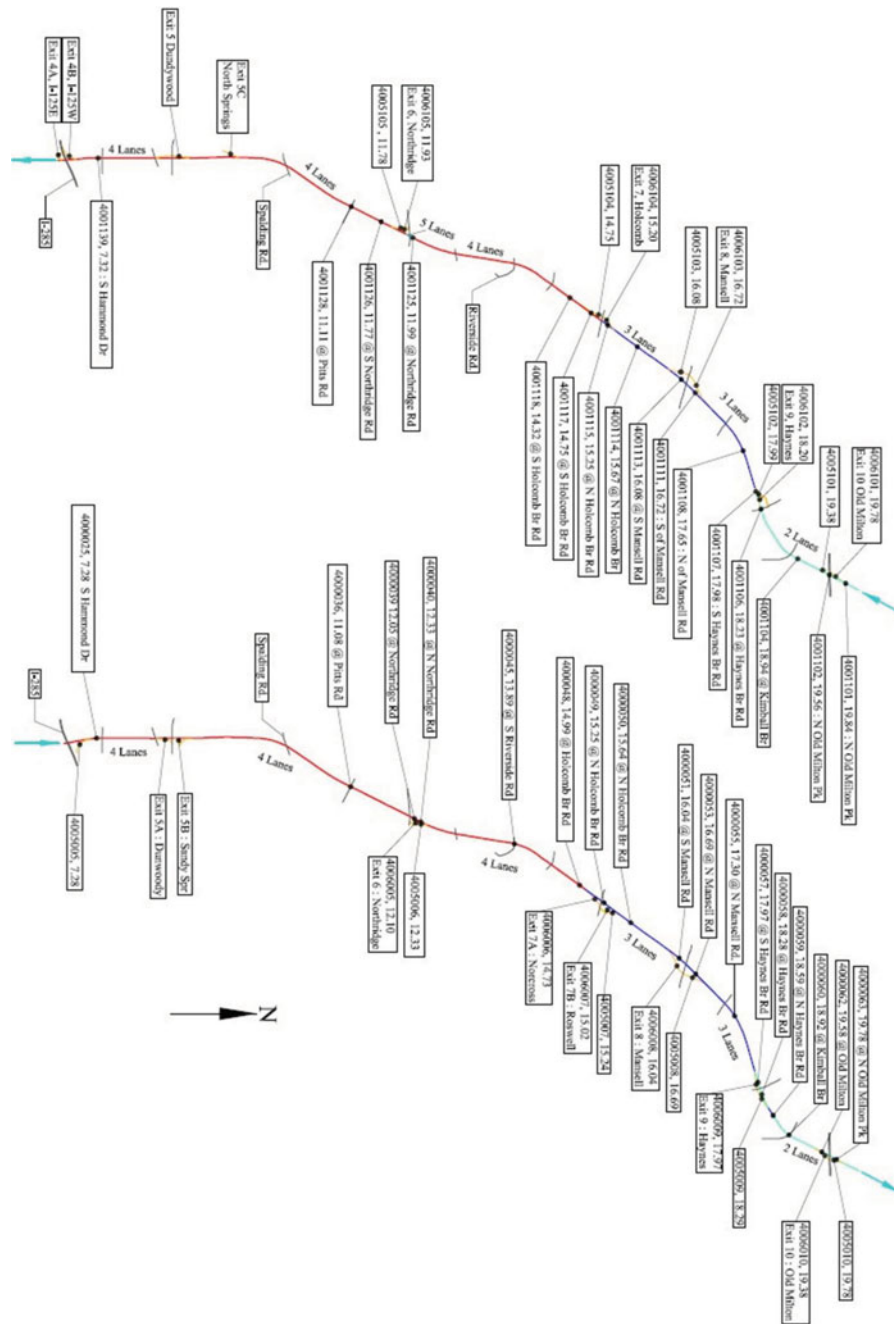 Exit 4A, I-125E
Exit 4B, I-125W
4 Lanes
I-285
4001139, 7.32 : S Hammond Dr
Exit 5 Dundywood
Exit 5C
North Springs
Spalding Rd.
4 Lanes
4001128, 11.11 @ Pitts Rd
4001126, 11.77 @ S Northridge Rd
4001125, 11.99 @ Northridge Rd
4005105 , 11.78
4006105, 11.93
Exit 6, Northridge
5 Lanes
4 Lanes
Riverside Rd.
4001118, 14.32 @ S Holcomb Br Rd
4001117, 14.75 @ S Holcomb Br Rd
4001115, 15.25 @ N Holcomb Br Rd
4001114, 15.67 @ N Holcomb Br
4005104, 14.75
4006104, 15.20
Exit 7, Holcomb
3 Lanes
4001113, 16.08 @ S Mansell Rd
4001111, 16.72 : S of Mansell Rd
4005103, 16.08
4006103, 16.72
Exit 8, Mansell
3 Lanes
4001108, 17.65 : N of Mansell Rd
4001107, 17.98 : S Haynes Br Rd
4001106, 18.23 @ Haynes Br Rd
4001104, 18.94 @ Kimball Br
4006102, 18.20
Exit 9, Haynes
4005102, 17.99
2 Lanes
4005101, 19.38
4006101, 19.78
Exit 10 Old Milton
4001102, 19.56 : N Old Milton Pk
4001101, 19.84 : N Old Milton Pk
I-285
4000025, 7.28 S Hammond Dr
4005005, 7.28
4 Lanes
Exit 5A : Dunwoody
Exit 5B : Sandy Spr
Spalding Rd.
4 Lanes
4000036, 11.08 @ Pitts Rd
4000039 12.05 @ Northridge Rd
4000040, 12.33 @ N Northridge Rd
4006005, 12.10
Exit 6 : Northridge
4005006, 12.33
4000045, 13.89 @ S Riverside Rd
4 Lanes
4000048, 14.99 @ Holcomb Br Rd
4000049, 15.25 @ N Holcomb Br Rd
4000050, 15.64 @ N Holcomb Br Rd
4006006, 14.73
Exit 7A : Norcross
4006007, 15.02
Exit 7B : Roswell
4005007, 15.24
3 Lanes
4000051, 16.04 @ S Mansell Rd
4000053, 16.69 @ N Mansell Rd
4006008, 16.04
Exit 8 : Mansell
4005008, 16.69
4000055, 17.30 @ N Mansell Rd.
3 Lanes
4000057, 17.97 @ S Haynes Br Rd
4000058, 18.28 @ Haynes Br Rd
4000059, 18.59 @ N Haynes Br Rd
4000060, 18.92 @ Kimball Br
4006009, 17.97
Exit 9 : Haynes
4005009, 18.29
2 Lanes
4000062, 19.58 @ Old Milton
4000063, 19.78 @ N Old Milton Pk
4006010, 19.38
Exit 10 : Old Milton
4005010, 19.78
N